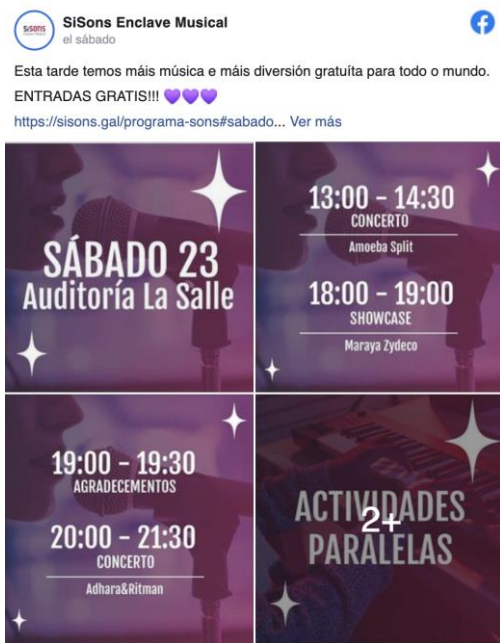 SiSons Enclave Musical
el sábado
Esta tarde temos máis música e máis diversión gratuíta para todo o mundo.
ENTRADAS GRATIS!!! 💜💜💜
https://sisons.gal/programa-sons#sabado... Ver más
SÁBADO 23
Auditoría La Salle
13:00 - 14:30
CONCERTO
Amoeba Split
18:00 - 19:00
SHOWCASE
Maraya Zydeco
19:00 - 19:30
AGRADECEMENTOS
20:00 - 21:30
CONCERTO
Adhara&Ritman
ACTIVIDADES
2+
PARALELAS